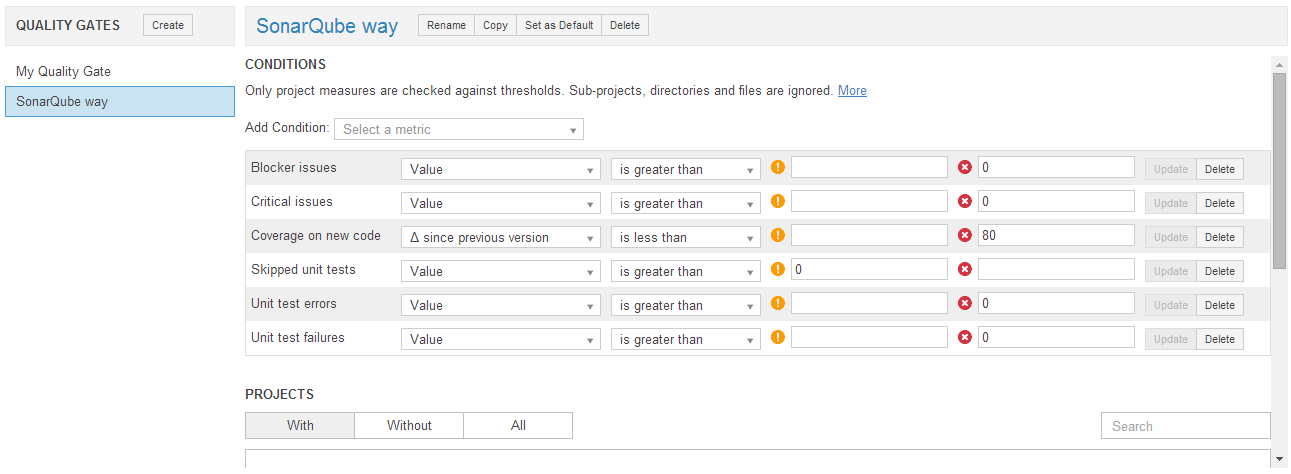 QUALITY GATES Create
SonarQube way Rename Copy Set as Default Delete
My Quality Gate
SonarQube way
CONDITIONS
Only project measures are checked against thresholds. Sub-projects, directories and files are ignored. More
Add Condition: Select a metric
Blocker issues Value is greater than 0 Update Delete
Critical issues Value is greater than 0 Update Delete
Coverage on new code Δ since previous version is less than 80 Update Delete
Skipped unit tests Value is greater than 0 Update Delete
Unit test errors Value is greater than 0 Update Delete
Unit test failures Value is greater than 0 Update Delete
PROJECTS
With Without All Search